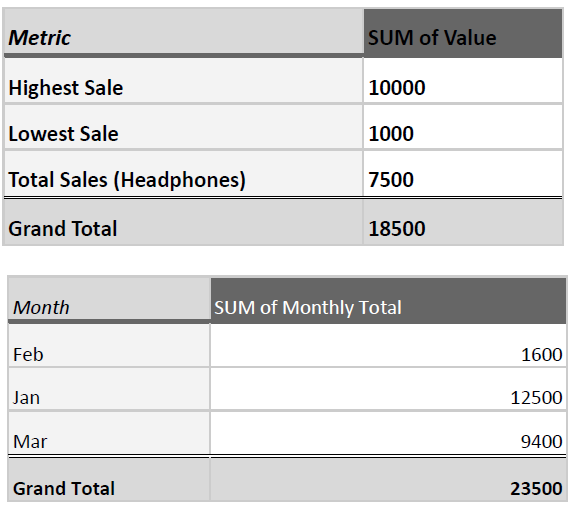 Metric SUM of Value
Highest Sale 10000
Lowest Sale 1000
Total Sales (Headphones) 7500
Grand Total 18500
Month SUM of Monthly Total
Feb 1600
Jan 12500
Mar 9400
Grand Total 23500